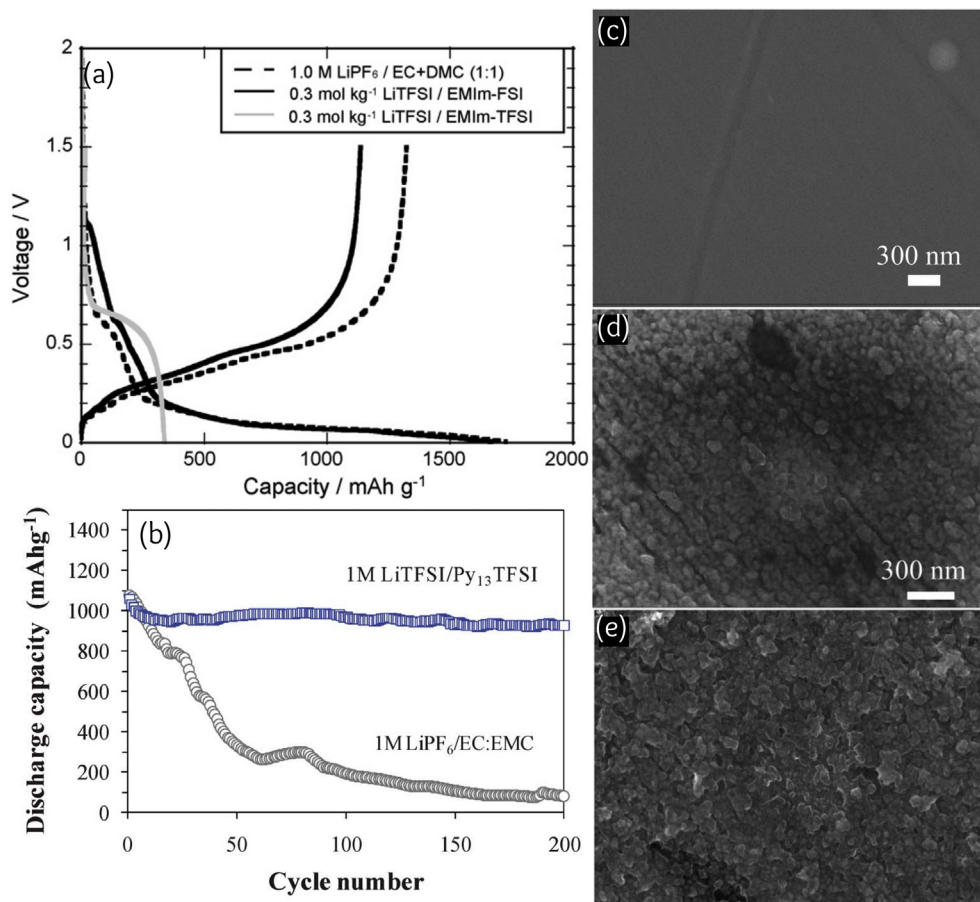 (a)
2
1.5
1
0.5
0
Voltage / V
1.0 M LiPF₆ / EC+DMC (1:1)
0.3 mol kg⁻¹ LiTFSI / EMIm-FSI
0.3 mol kg⁻¹ LiTFSI / EMIm-TFSI
0 500 1000 1500 2000
Capacity / mAh g⁻¹
(b)
1400
1200
1000
800
600
400
200
0
Discharge capacity (mAhg⁻¹)
1M LiTFSI/Py₁₃TFSI
1M LiPF₆/EC:EMC
0 50 100 150 200
Cycle number
(c)
300 nm
(d)
300 nm
(e)